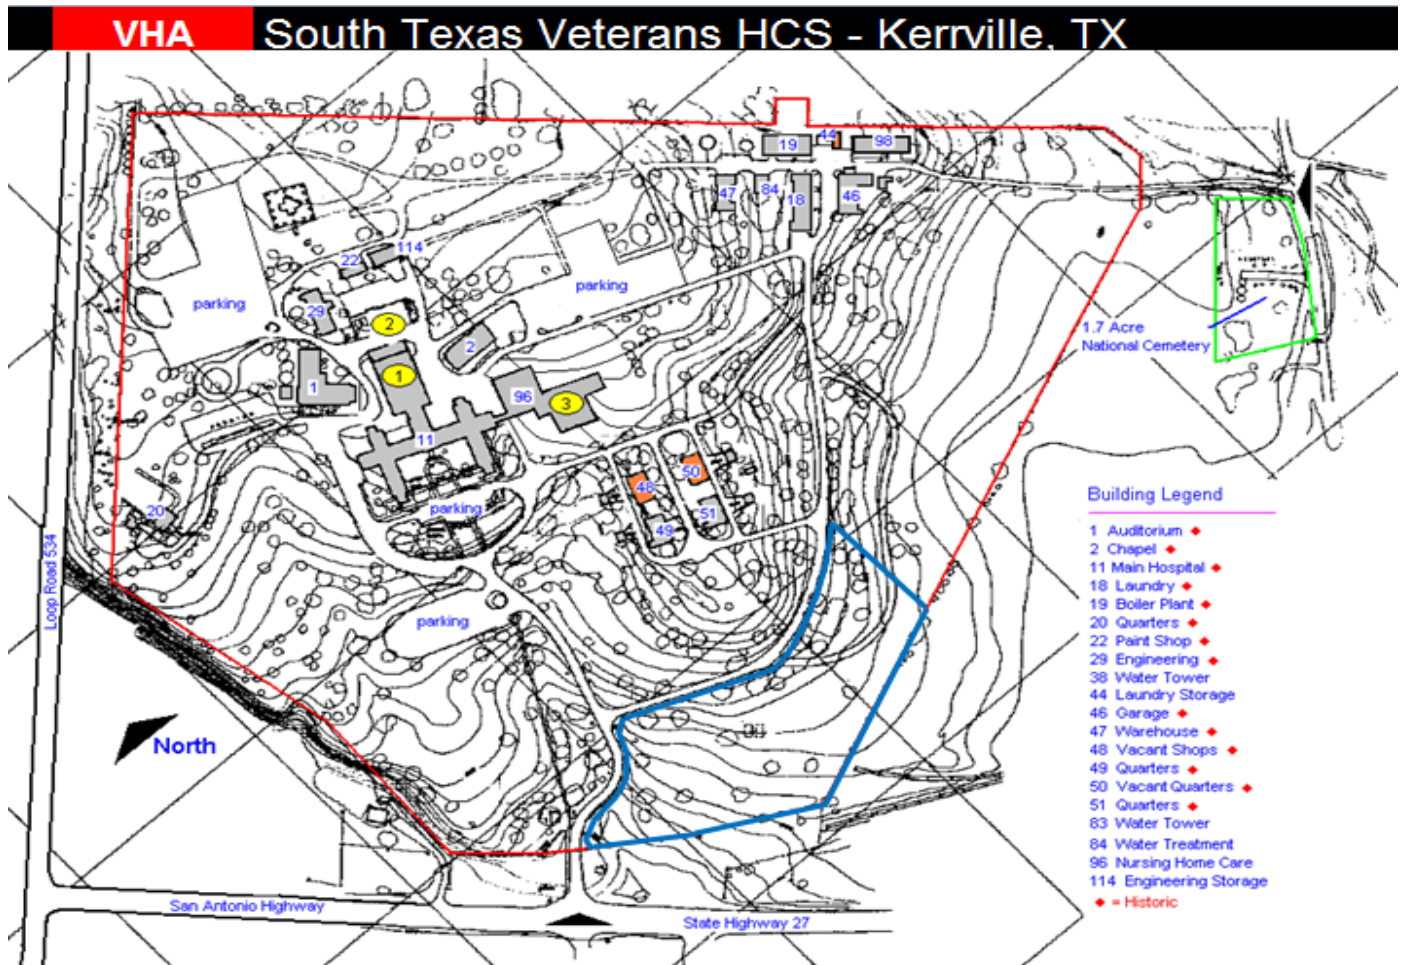 VHA South Texas Veterans HCS - Kerrville, TX
19
44
98
47
84
18
46
114
22
parking
parking
29
2
2
1.7 Acre
National Cemetery
1
1
96
3
11
50
48
Building Legend
parking
51
20
49
1 Auditorium ♦
2 Chapel ♦
11 Main Hospital ♦
18 Laundry ♦
19 Boiler Plant ♦
20 Quarters ♦
22 Paint Shop ♦
29 Engineering ♦
38 Water Tower
44 Laundry Storage
46 Garage ♦
47 Warehouse ♦
48 Vacant Shops ♦
49 Quarters ♦
50 Vacant Quarters ♦
51 Quarters ♦
83 Water Tower
84 Water Treatment
96 Nursing Home Care
114 Engineering Storage
♦ = Historic
Loop Road 534
parking
North
San Antonio Highway
State Highway 27